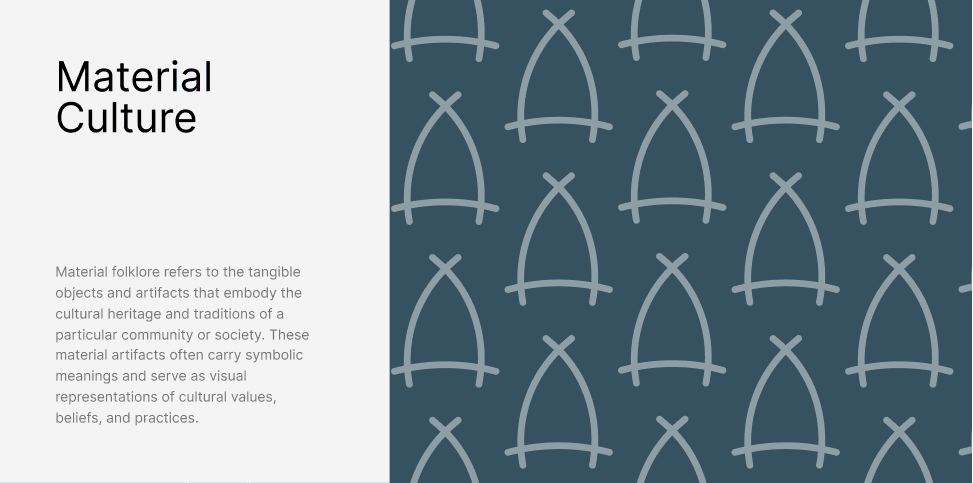 Material
Culture
Material folklore refers to the tangible
objects and artifacts that embody the
cultural heritage and traditions of a
particular community or society. These
material artifacts often carry symbolic
meanings and serve as visual
representations of cultural values,
beliefs, and practices.